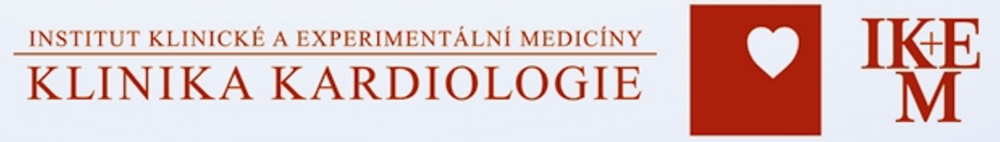 INSTITUT KLINICKÉ A EXPERIMENTÁLNÍ MEDICÍNY
KLINIKA KARDIOLOGIE
IK+E
M